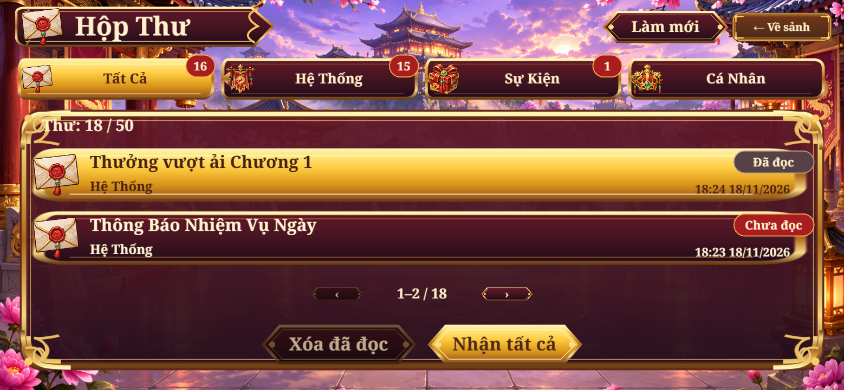 Hộp Thư
Làm mới
← Về sảnh
Tất Cả
16
Hệ Thống
15
Sự Kiện
1
Cá Nhân
Thư: 18 / 50
Thưởng vượt ải Chương 1
Đã đọc
Hệ Thống
18:24 18/11/2026
Thông Báo Nhiệm Vụ Ngày
Chưa đọc
Hệ Thống
18:23 18/11/2026
‹
1–2 / 18
›
Xóa đã đọc
Nhận tất cả